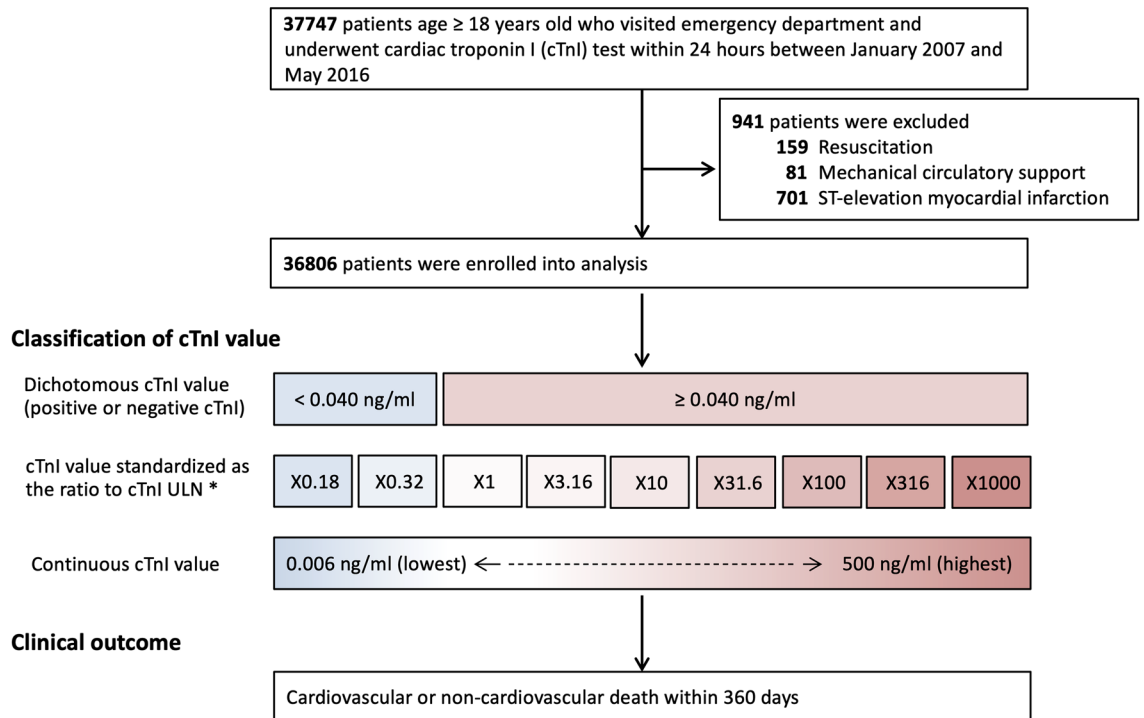 37747 patients age ≥ 18 years old who visited emergency department and
underwent cardiac troponin I (cTnI) test within 24 hours between January 2007 and
May 2016
941 patients were excluded
159 Resuscitation
81 Mechanical circulatory support
701 ST-elevation myocardial infarction
36806 patients were enrolled into analysis
Classification of cTnI value
Dichotomous cTnI value
(positive or negative cTnI)
< 0.040 ng/ml
≥ 0.040 ng/ml
cTnI value standardized as
the ratio to cTnI ULN *
X0.18 X0.32 X1 X3.16 X10 X31.6 X100 X316 X1000
Continuous cTnI value
0.006 ng/ml (lowest)
500 ng/ml (highest)
Clinical outcome
Cardiovascular or non-cardiovascular death within 360 days